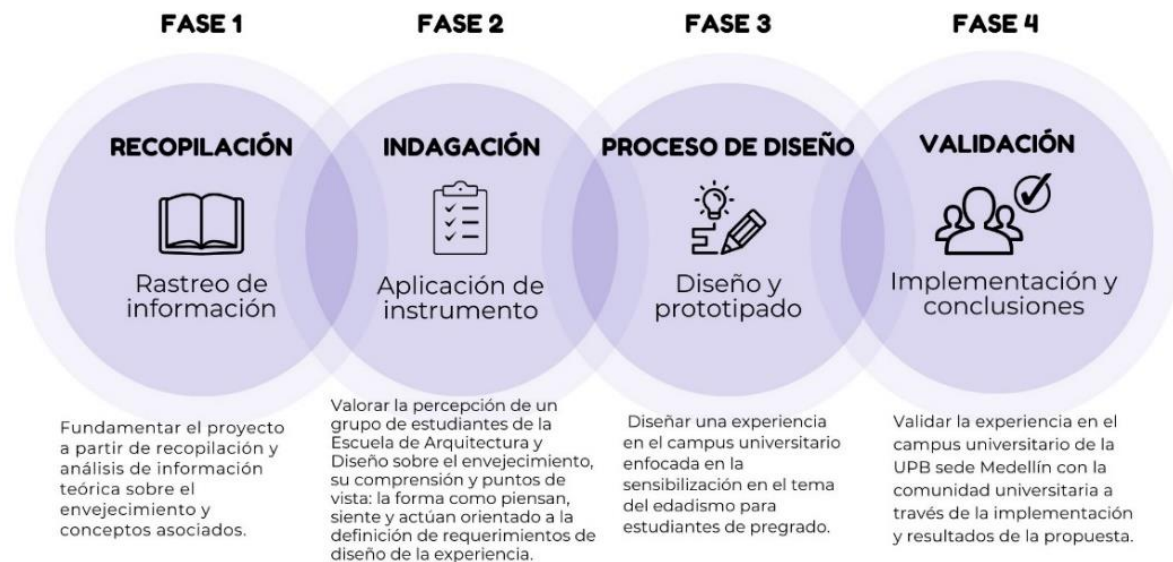 FASE 1
FASE 2
FASE 3
FASE 4
RECOPILACIÓN
INDAGACIÓN
PROCESO DE DISEÑO
VALIDACIÓN
Rastreo de
información
Aplicación de
instrumento
Diseño y
prototipado
Implementación y
conclusiones
Fundamentar el proyecto
a partir de recopilación y
análisis de información
teórica sobre el
envejecimiento y
conceptos asociados.
Valorar la percepción de un
grupo de estudiantes de la
Escuela de Arquitectura y
Diseño sobre el envejecimiento,
su comprensión y puntos de
vista: la forma como piensan,
siente y actúan orientado a la
definición de requerimientos de
diseño de la experiencia.
Diseñar una experiencia
en el campus universitario
enfocada en la
sensibilización en el tema
del edadismo para
estudiantes de pregrado.
Validar la experiencia en el
campus universitario de la
UPB sede Medellín con la
comunidad universitaria a
través de la implementación
y resultados de la propuesta.